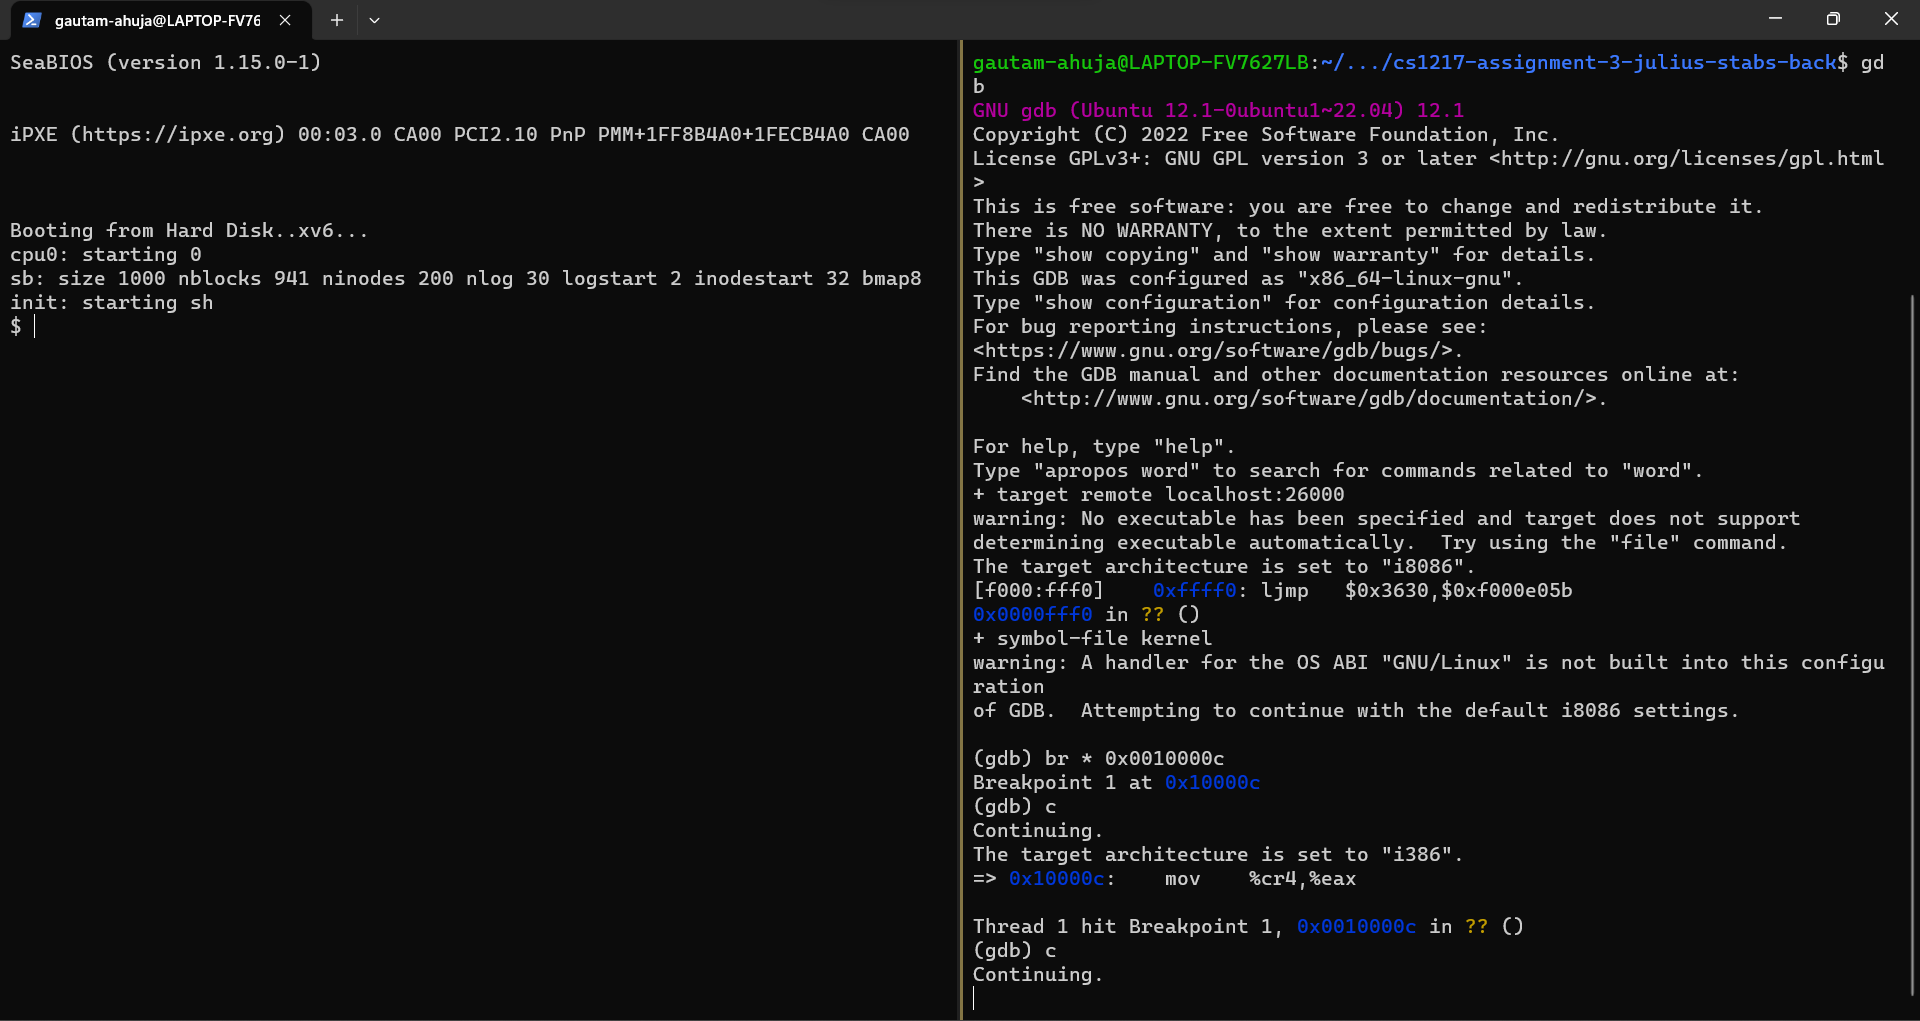 gautam-ahuja@LAPTOP-FV76
SeaBIOS (version 1.15.0-1)
iPXE (https://ipxe.org) 00:03.0 CA00 PCI2.10 PnP PMM+1FF8B4A0+1FECB4A0 CA00
Booting from Hard Disk..xv6...
cpu0: starting 0
sb: size 1000 nblocks 941 ninodes 200 nlog 30 logstart 2 inodestart 32 bmap8
init: starting sh
$
gautam-ahuja@LAPTOP-FV7627LB:~/.../cs1217-assignment-3-julius-stabs-back$ gd
b
GNU gdb (Ubuntu 12.1-0ubuntu1~22.04) 12.1
Copyright (C) 2022 Free Software Foundation, Inc.
License GPLv3+: GNU GPL version 3 or later <http://gnu.org/licenses/gpl.html
>
This is free software: you are free to change and redistribute it.
There is NO WARRANTY, to the extent permitted by law.
Type "show copying" and "show warranty" for details.
This GDB was configured as "x86_64-linux-gnu".
Type "show configuration" for configuration details.
For bug reporting instructions, please see:
<https://www.gnu.org/software/gdb/bugs/>.
Find the GDB manual and other documentation resources online at:
    <http://www.gnu.org/software/gdb/documentation/>.
For help, type "help".
Type "apropos word" to search for commands related to "word".
+ target remote localhost:26000
warning: No executable has been specified and target does not support
determining executable automatically.  Try using the "file" command.
The target architecture is set to "i8086".
[f000:fff0]    0xffff0: ljmp   $0x3630,$0xf000e05b
0x0000fff0 in ?? ()
+ symbol-file kernel
warning: A handler for the OS ABI "GNU/Linux" is not built into this configu
ration
of GDB.  Attempting to continue with the default i8086 settings.
(gdb) br * 0x0010000c
Breakpoint 1 at 0x10000c
(gdb) c
Continuing.
The target architecture is set to "i386".
=> 0x10000c:    mov    %cr4,%eax
Thread 1 hit Breakpoint 1, 0x0010000c in ?? ()
(gdb) c
Continuing.